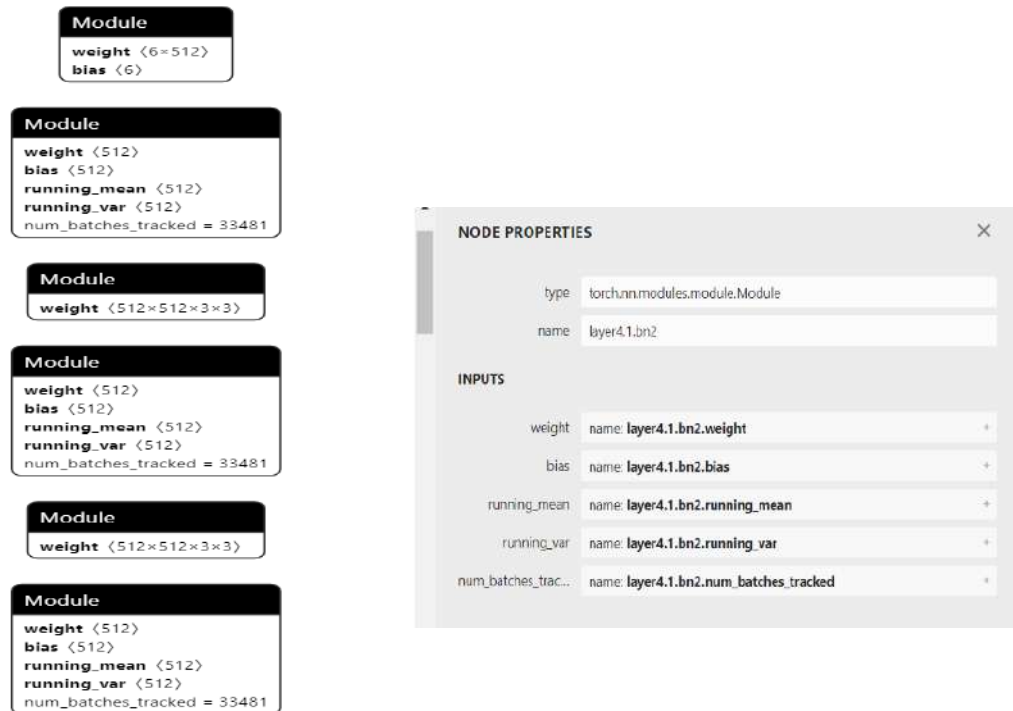 Module
weight ⟨6×512⟩
bias ⟨6⟩
Module
weight ⟨512⟩
bias ⟨512⟩
running_mean ⟨512⟩
running_var ⟨512⟩
num_batches_tracked = 33481
Module
weight ⟨512×512×3×3⟩
Module
weight ⟨512⟩
bias ⟨512⟩
running_mean ⟨512⟩
running_var ⟨512⟩
num_batches_tracked = 33481
Module
weight ⟨512×512×3×3⟩
Module
weight ⟨512⟩
bias ⟨512⟩
running_mean ⟨512⟩
running_var ⟨512⟩
num_batches_tracked = 33481
NODE PROPERTIES ×
type torch.nn.modules.module.Module
name layer4.1.bn2
INPUTS
weight name: layer4.1.bn2.weight +
bias name: layer4.1.bn2.bias +
running_mean name: layer4.1.bn2.running_mean +
running_var name: layer4.1.bn2.running_var +
num_batches_trac... name: layer4.1.bn2.num_batches_tracked +